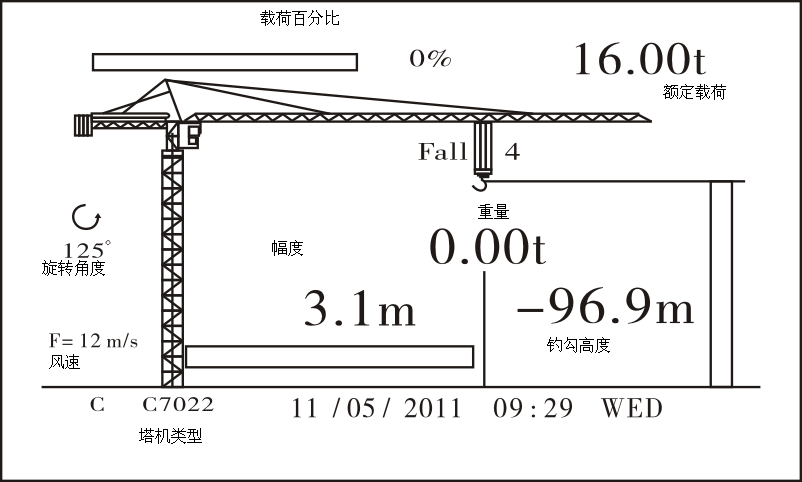 载荷百分比
0%
16.00t
额定载荷
Fall 4
重量
0.00t
125°
旋转角度
幅度
3.1m
-96.9m
钓勾高度
F= 12 m/s
风速
C C7022 11 /05/ 2011 09:29 WED
塔机类型